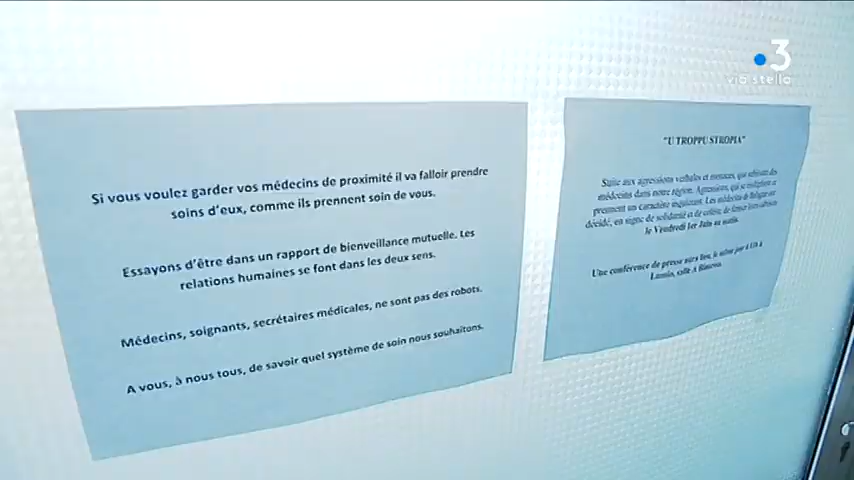 Si vous voulez garder vos médecins de proximité il va falloir prendre
soins d'eux, comme ils prennent soin de vous.
Essayons d'être dans un rapport de bienveillance mutuelle. Les
relations humaines se font dans les deux sens.
Médecins, soignants, secrétaires médicales, ne sont pas des robots.
A vous, à nous tous, de savoir quel système de soin nous souhaitons.
3
via stella
"U TROPPU STROPIA"
Suite aux agressions verbales et menaces, que subissent des
médecins dans notre région. Agressions, qui se multiplient et
prennent un caractère inquiétant. Les médecins de Balagne ont
décidé, en signe de solidarité et de colère, de fermer leurs cabinets
le Vendredi 1er Juin au matin.
Une conférence de presse aura lieu, le même jour à 11h à
Lumio, salle A